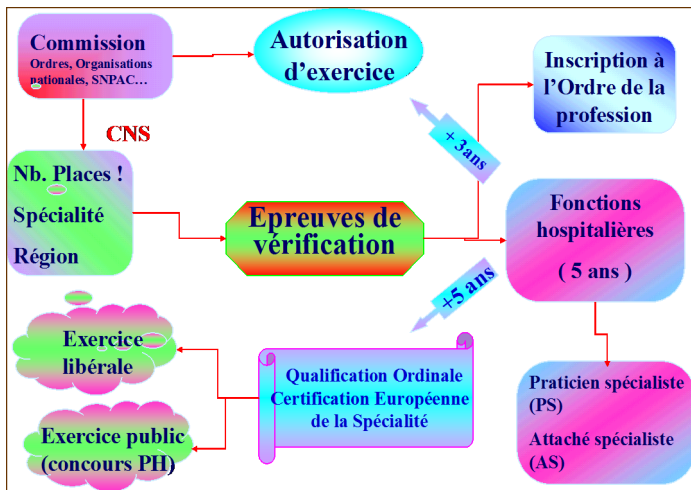 Commission
Ordres, Organisations
nationales, SNPAC…
Autorisation
d’exercice
Inscription à
l’Ordre de la
profession
CNS
+ 3ans
Nb. Places !
Spécialité
Région
Epreuves de
vérification
Fonctions
hospitalières
( 5 ans )
+5 ans
Exercice
libérale
Qualification Ordinale
Certification Européenne
de la Spécialité
Exercice public
(concours PH)
Praticien spécialiste
(PS)
Attaché spécialiste
(AS)